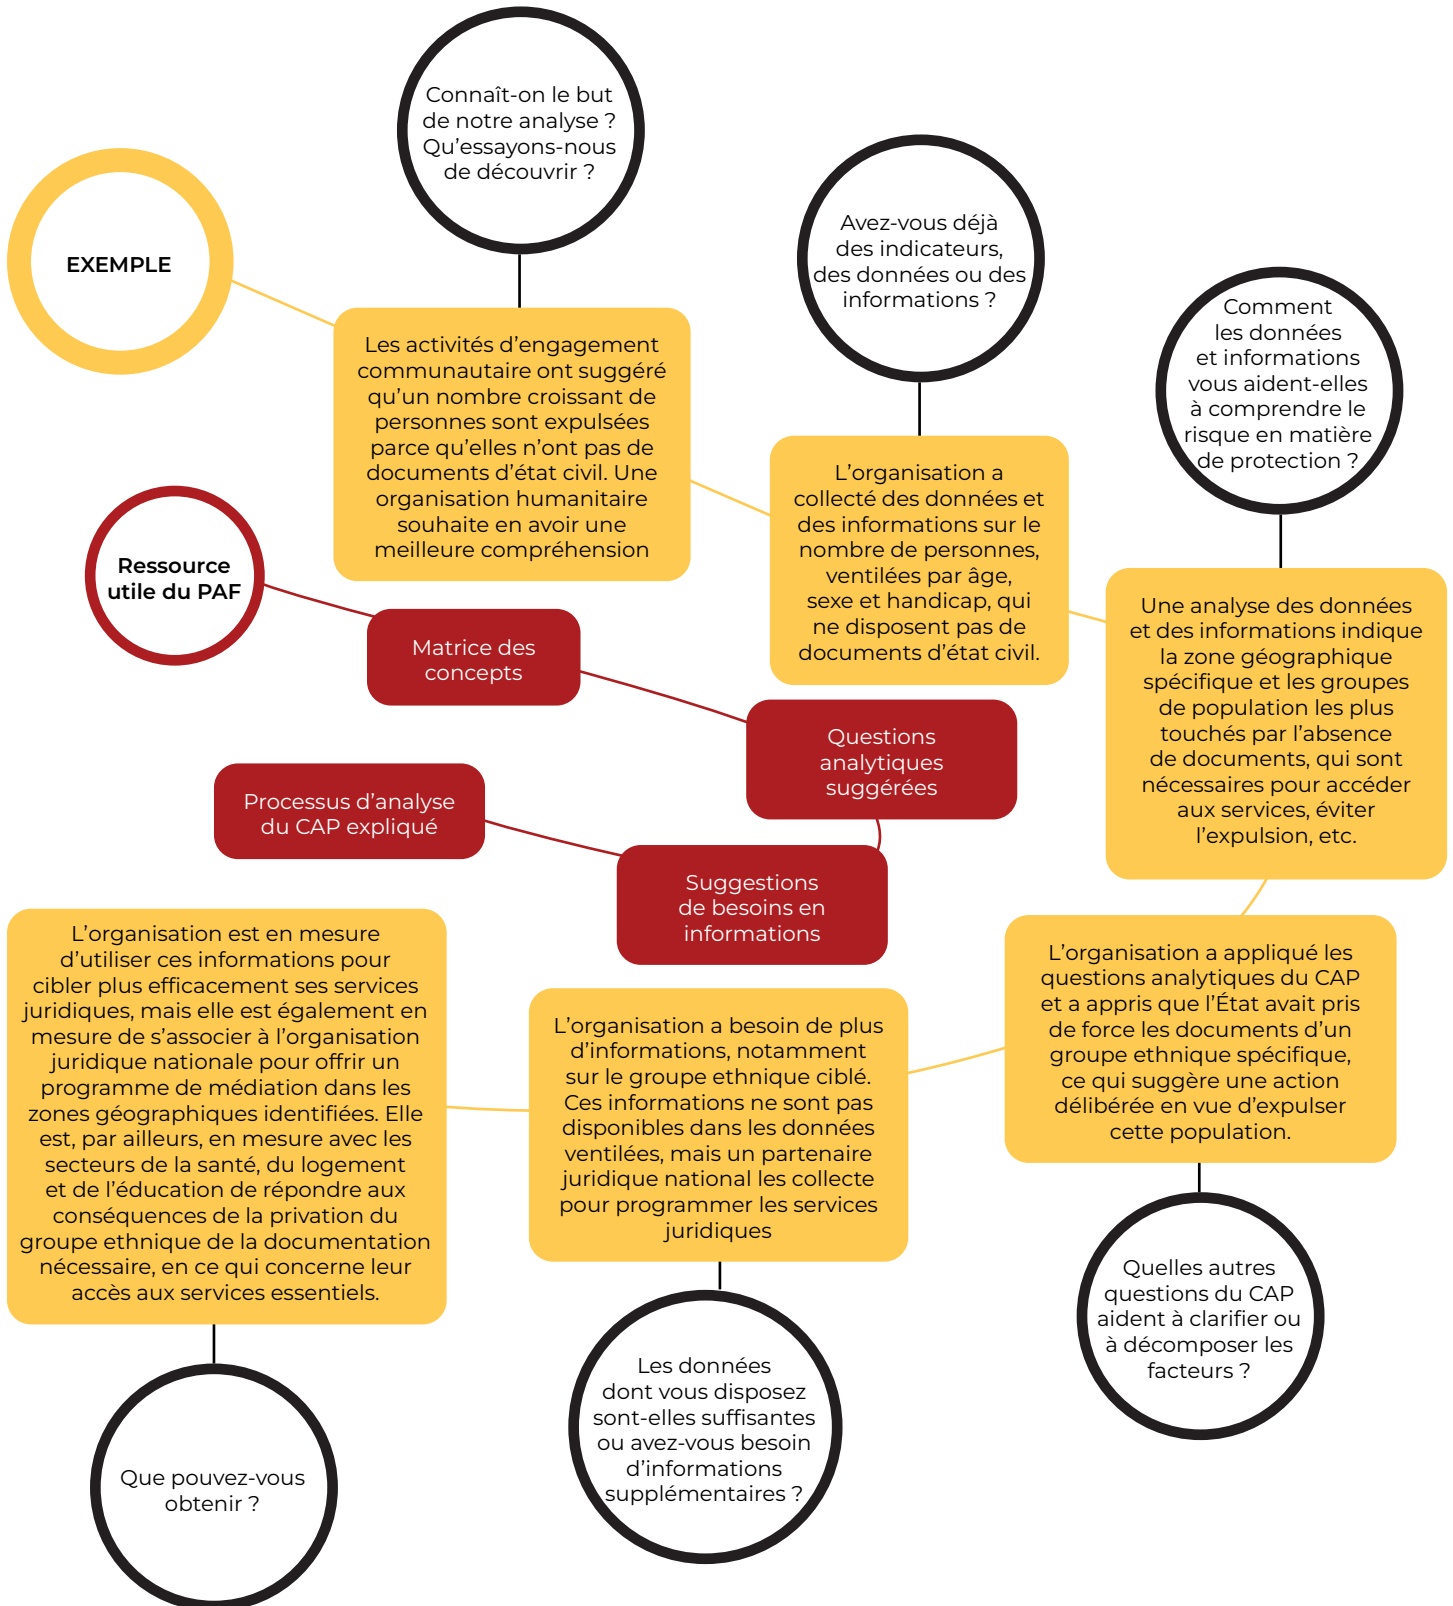 Connaît-on le but
de notre analyse ?
Qu’essayons-nous
de découvrir ?
EXEMPLE
Avez-vous déjà
des indicateurs,
des données ou des
informations ?
Comment
les données
et informations
vous aident-elles
à comprendre le
risque en matière
de protection ?
Les activités d’engagement
communautaire ont suggéré
qu’un nombre croissant de
personnes sont expulsées
parce qu’elles n’ont pas de
documents d’état civil. Une
organisation humanitaire
souhaite en avoir une
meilleure compréhension
L’organisation a
collecté des données et
des informations sur le
nombre de personnes,
ventilées par âge,
sexe et handicap, qui
ne disposent pas de
documents d’état civil.
Une analyse des données
et des informations indique
la zone géographique
spécifique et les groupes
de population les plus
touchés par l’absence
de documents, qui sont
nécessaires pour accéder
aux services, éviter
l’expulsion, etc.
Ressource
utile du PAF
Matrice des
concepts
Questions
analytiques
suggérées
Processus d’analyse
du CAP expliqué
Suggestions
de besoins en
informations
L’organisation est en mesure
d’utiliser ces informations pour
cibler plus efficacement ses services
juridiques, mais elle est également en
mesure de s’associer à l’organisation
juridique nationale pour offrir un
programme de médiation dans les
zones géographiques identifiées. Elle
est, par ailleurs, en mesure avec les
secteurs de la santé, du logement
et de l’éducation de répondre aux
conséquences de la privation du
groupe ethnique de la documentation
nécessaire, en ce qui concerne leur
accès aux services essentiels.
L’organisation a besoin de plus
d’informations, notamment
sur le groupe ethnique ciblé.
Ces informations ne sont pas
disponibles dans les données
ventilées, mais un partenaire
juridique national les collecte
pour programmer les services
juridiques
L’organisation a appliqué les
questions analytiques du CAP
et a appris que l’État avait pris
de force les documents d’un
groupe ethnique spécifique,
ce qui suggère une action
délibérée en vue d’expulser
cette population.
Quelles autres
questions du CAP
aident à clarifier ou
à décomposer les
facteurs ?
Les données
dont vous disposez
sont-elles suffisantes
ou avez-vous besoin
d’informations
supplémentaires ?
Que pouvez-vous
obtenir ?